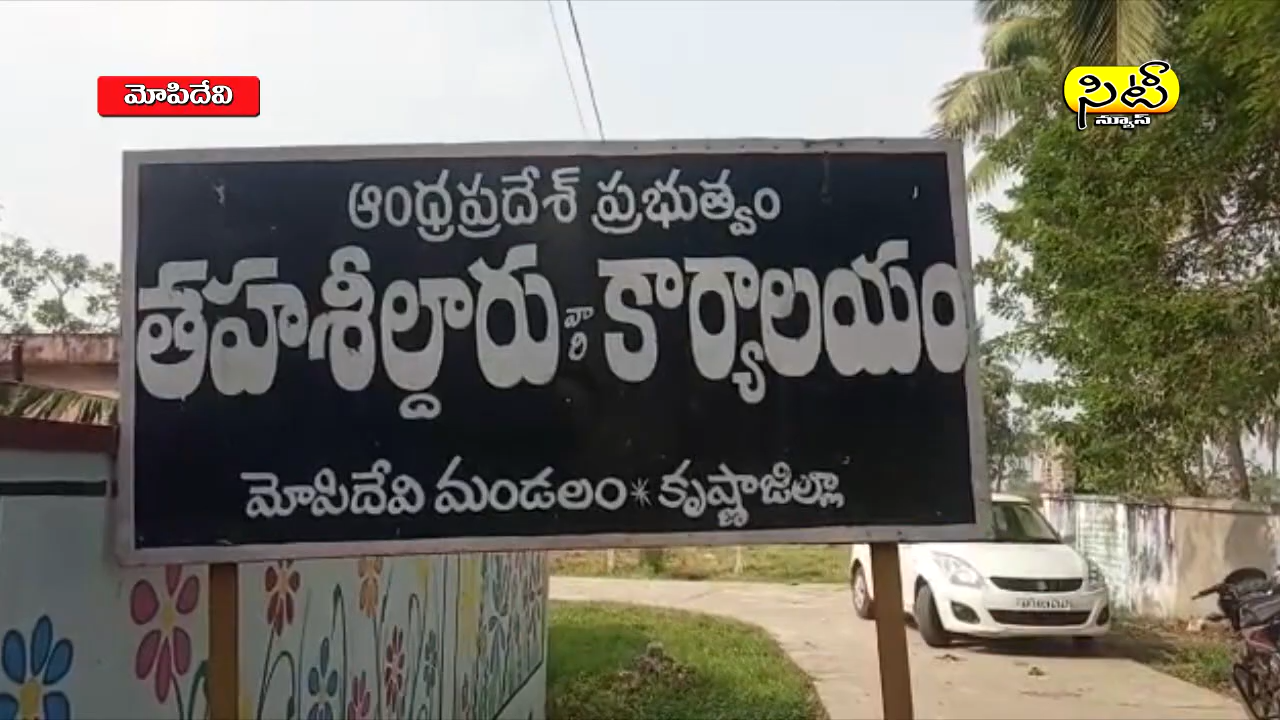 మోపిదేవి
సిటీ
న్యూస్
ఆంధ్రప్రదేశ్ ప్రభుత్వం
తహశీల్దారు వారి కార్యాలయం
మోపిదేవి మండలం * కృష్ణాజిల్లా